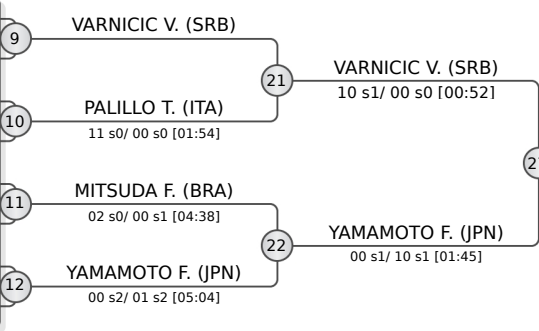 VARNICIC V. (SRB)
9
VARNICIC V. (SRB)
21
10 s1/ 00 s0 [00:52]
PALILLO T. (ITA)
10
11 s0/ 00 s0 [01:54]
MITSUDA F. (BRA)
11
02 s0/ 00 s1 [04:38]
YAMAMOTO F. (JPN)
22
00 s1/ 10 s1 [01:45]
YAMAMOTO F. (JPN)
12
00 s2/ 01 s2 [05:04]